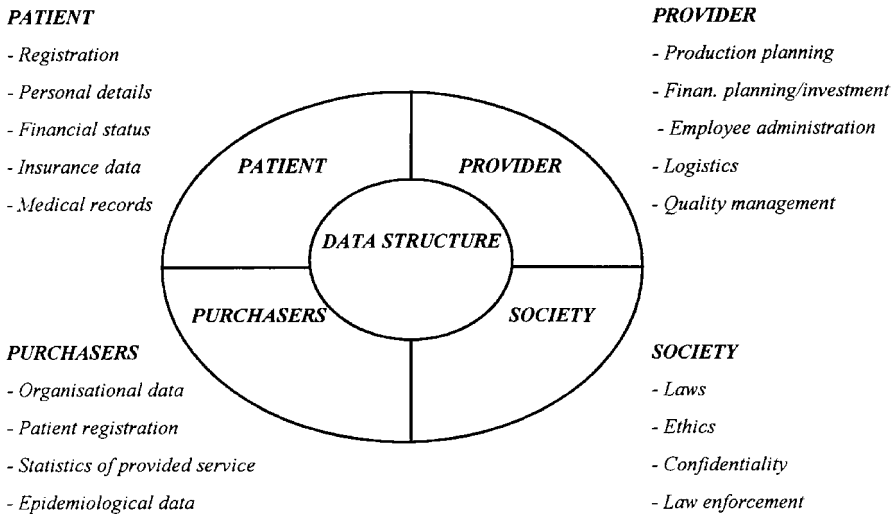 PATIENT
- Registration
- Personal details
- Financial status
- Insurance data
- Medical records
PROVIDER
- Production planning
- Finan. planning/investment
- Employee administration
- Logistics
- Quality management
PATIENT
PROVIDER
DATA STRUCTURE
PURCHASERS
SOCIETY
PURCHASERS
- Organisational data
- Patient registration
- Statistics of provided service
- Epidemiological data
SOCIETY
- Laws
- Ethics
- Confidentiality
- Law enforcement